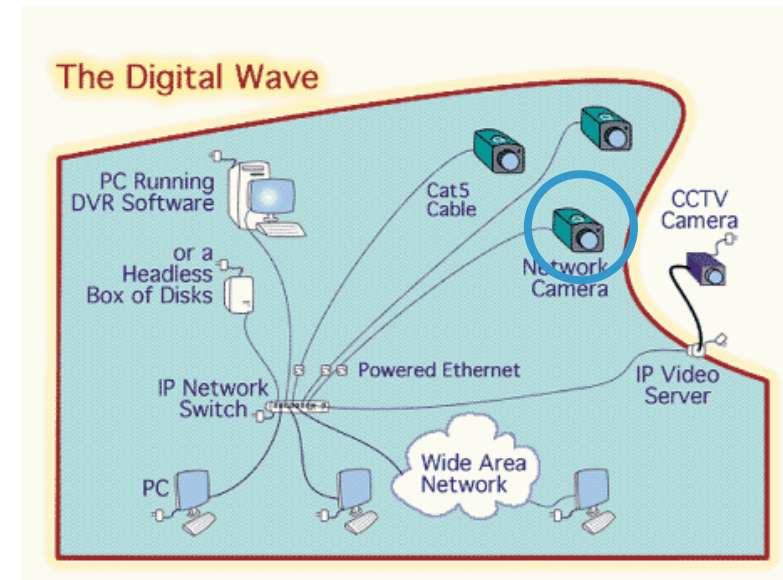 The Digital Wave
PC Running
DVR Software
or a
Headless
Box of Disks
Cat5
Cable
Network
Camera
CCTV
Camera
Powered Ethernet
IP Network
Switch
IP Video
Server
PC
Wide Area
Network